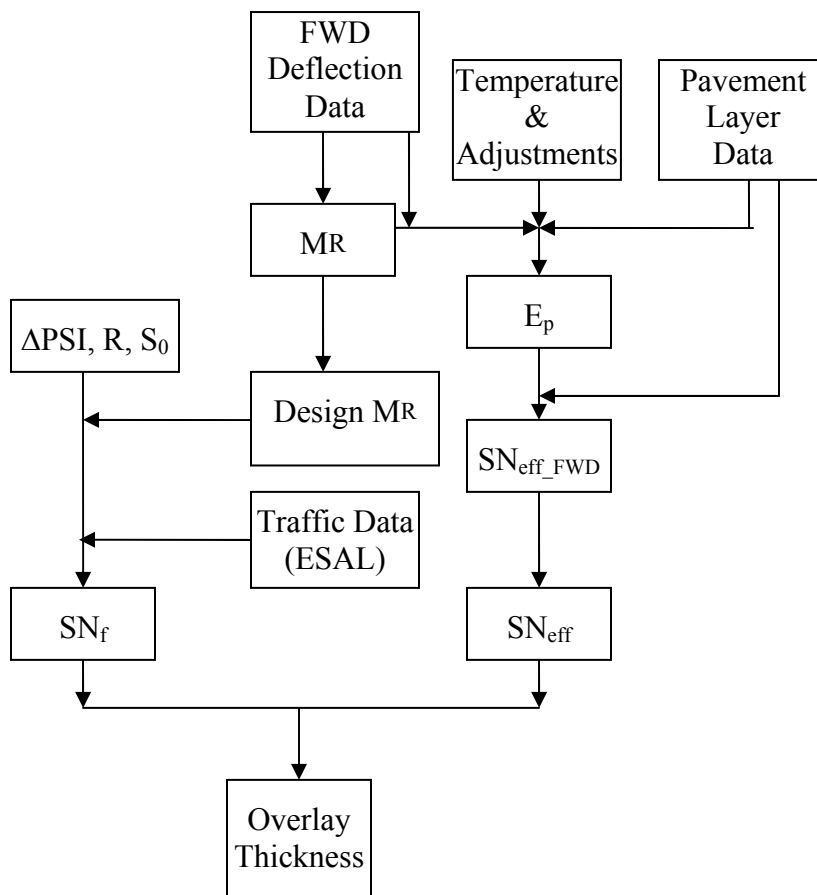 FWD
Deflection
Data
Temperature
&
Adjustments
Pavement
Layer
Data
MR
Ep
ΔPSI, R, S0
Design MR
SNeff_FWD
Traffic Data
(ESAL)
SNf
SNeff
Overlay
Thickness